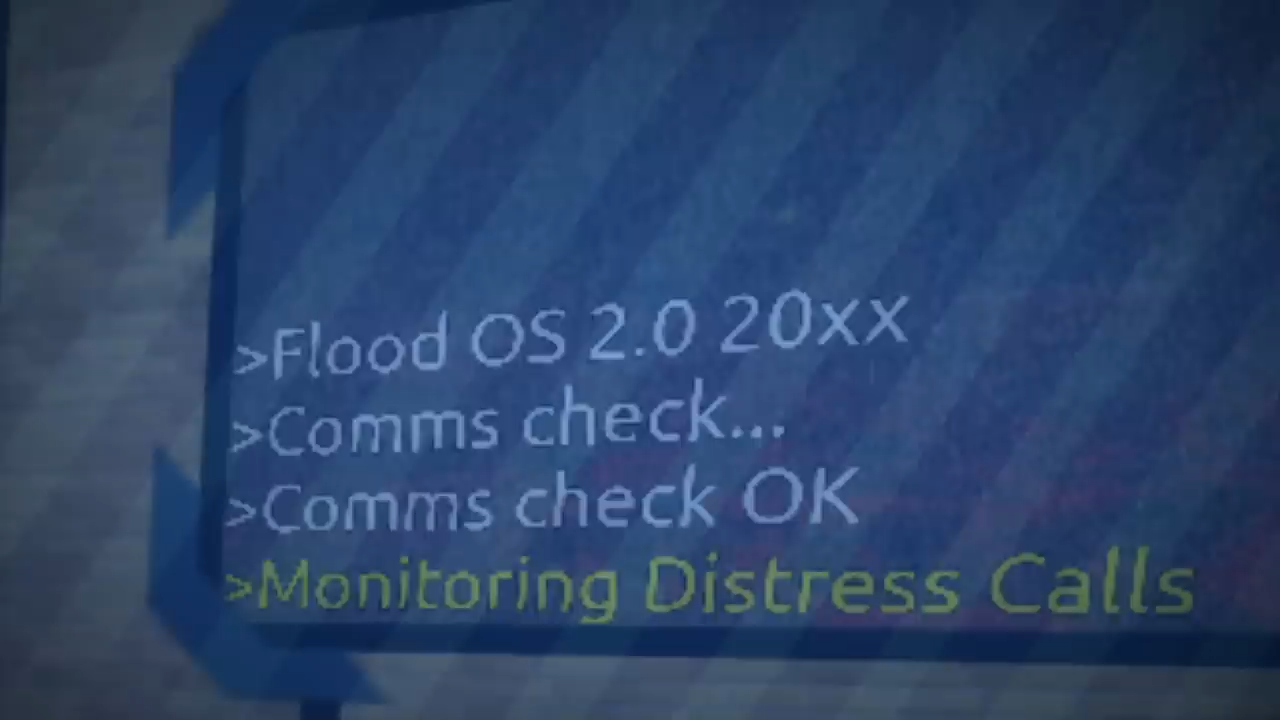 >Flood OS 2.0 20xx
>Comms check...
>Comms check OK
>Monitoring Distress Calls